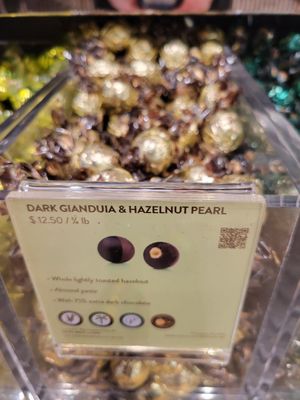 DARK GIANDUIA & HAZELNUT PEARL
$ 12.50 / ¼ lb
- Whole lightly toasted hazelnut
- Almond paste
- With 75% extra dark chocolate